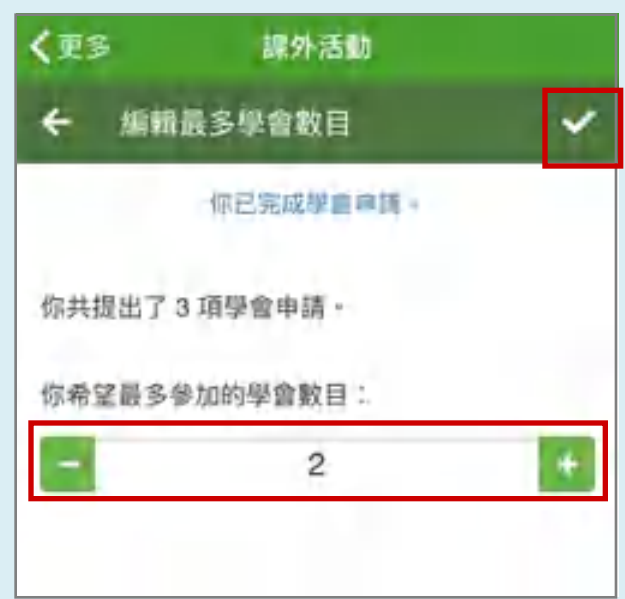 更多 課外活動
編輯最多學會數目
你已完成學會申請。
你共提出了 3 項學會申請。
你希望最多參加的學會數目：
2